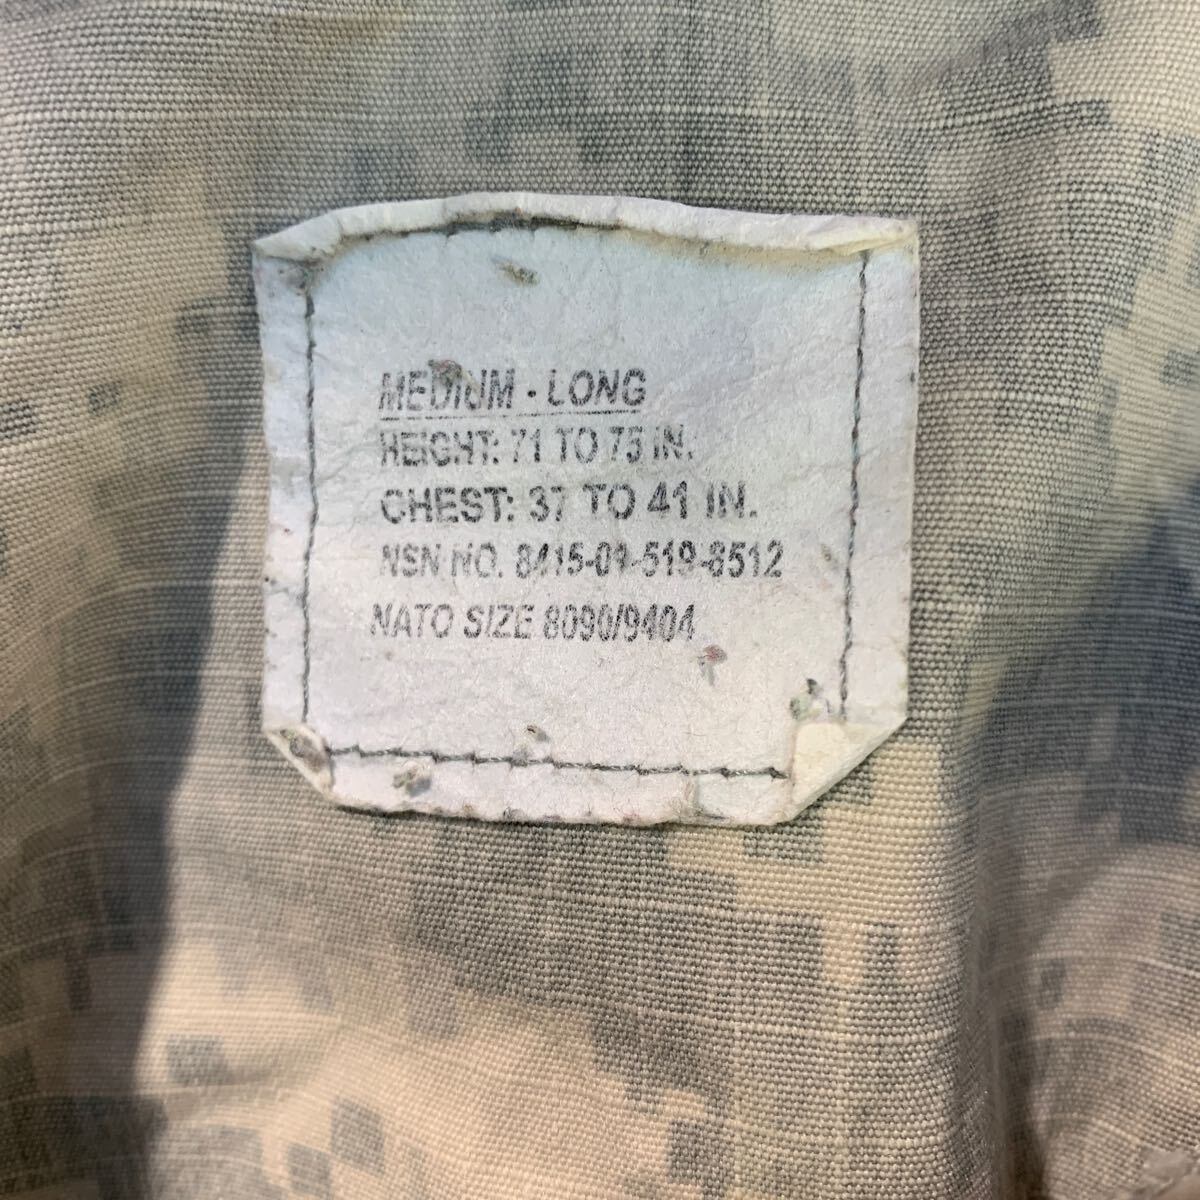 MEDIUM - LONG
HEIGHT: 71 TO 75 IN.
CHEST: 37 TO 41 IN.
NSN NO. 8415-01-519-8512
NATO SIZE 8090/9404